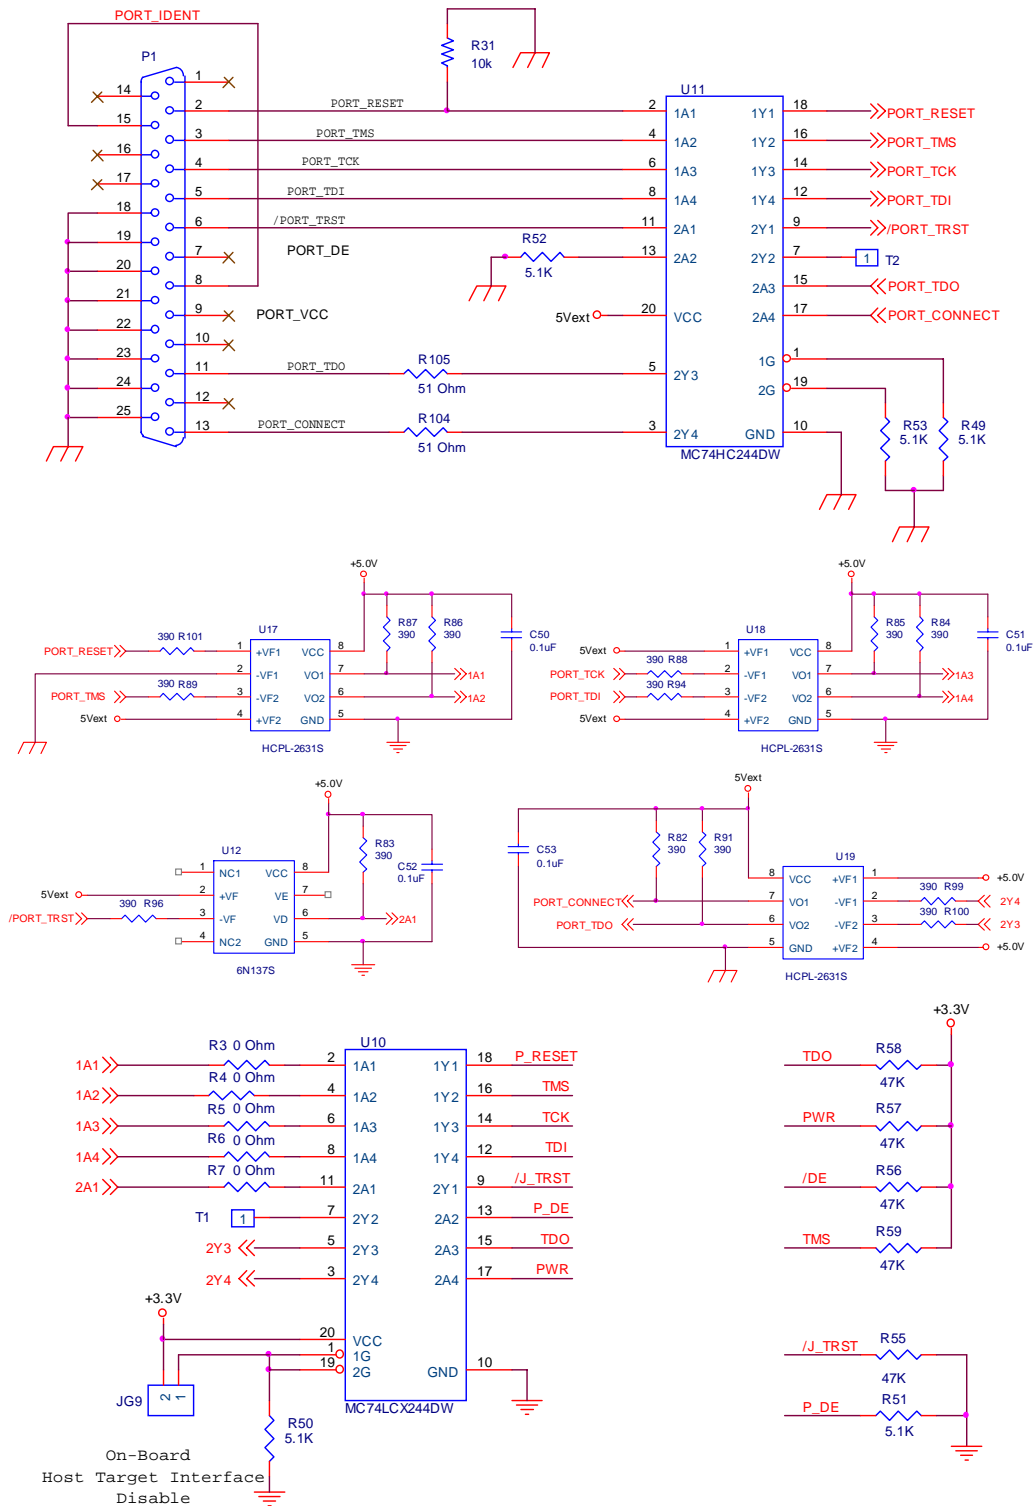 PORT_IDENT
P1
R31
10k
U11
1
14
2 PORT_RESET 2 1A1 1Y1 18 PORT_RESET
15
3 PORT_TMS 4 1A2 1Y2 16 PORT_TMS
16
4 PORT_TCK 6 1A3 1Y3 14 PORT_TCK
17
5 PORT_TDI 8 1A4 1Y4 12 PORT_TDI
18
6 /PORT_TRST 11 2A1 2Y1 9 /PORT_TRST
19
7 PORT_DE R52 5.1K 13 2A2 2Y2 7 1 T2
20
8 2A3 15 PORT_TDO
21
9 PORT_VCC 5Vext 20 VCC 2A4 17 PORT_CONNECT
22
10 1G 1
23
11 PORT_TDO R105 51 Ohm 5 2Y3 2G 19
24
12
25
13 PORT_CONNECT R104 51 Ohm 3 2Y4 GND 10
R53 5.1K
R49 5.1K
MC74HC244DW
+5.0V
U17
R87 390
R86 390
C50 0.1uF
PORT_RESET 390 R101 1 +VF1 VCC 8
2 -VF1 VO1 7 1A1
PORT_TMS 390 R89 3 -VF2 VO2 6 1A2
5Vext 4 +VF2 GND 5
HCPL-2631S
+5.0V
U18
R85 390
R84 390
C51 0.1uF
5Vext 1 +VF1 VCC 8
PORT_TCK 390 R88 2 -VF1 VO1 7 1A3
PORT_TDI 390 R94 3 -VF2 VO2 6 1A4
5Vext 4 +VF2 GND 5
HCPL-2631S
+5.0V
U12
R83 390
C52 0.1uF
1 NC1 VCC 8
5Vext 2 +VF VE 7
/PORT_TRST 390 R96 3 -VF VD 6 2A1
4 NC2 GND 5
6N137S
5Vext
C53 0.1uF
R82 390
R91 390
U19
8 VCC +VF1 1 +5.0V
PORT_CONNECT 7 VO1 -VF1 2 390 R99 2Y4
PORT_TDO 6 VO2 -VF2 3 390 R100 2Y3
5 GND +VF2 4 +5.0V
HCPL-2631S
U10
1A1 R3 0 Ohm 2 1A1 1Y1 18 P_RESET
1A2 R4 0 Ohm 4 1A2 1Y2 16 TMS
1A3 R5 0 Ohm 6 1A3 1Y3 14 TCK
1A4 R6 0 Ohm 8 1A4 1Y4 12 TDI
2A1 R7 0 Ohm 11 2A1 2Y1 9 /J_TRST
T1 1 7 2Y2 2A2 13 P_DE
2Y3 5 2Y3 2A3 15 TDO
2Y4 3 2Y4 2A4 17 PWR
+3.3V
20 VCC
1 1G
19 2G GND 10
JG9 2 1
MC74LCX244DW
R50
5.1K
On-Board
Host Target Interface
Disable
+3.3V
TDO R58 47K
PWR R57 47K
/DE R56 47K
TMS R59 47K
/J_TRST R55 47K
P_DE R51 5.1K